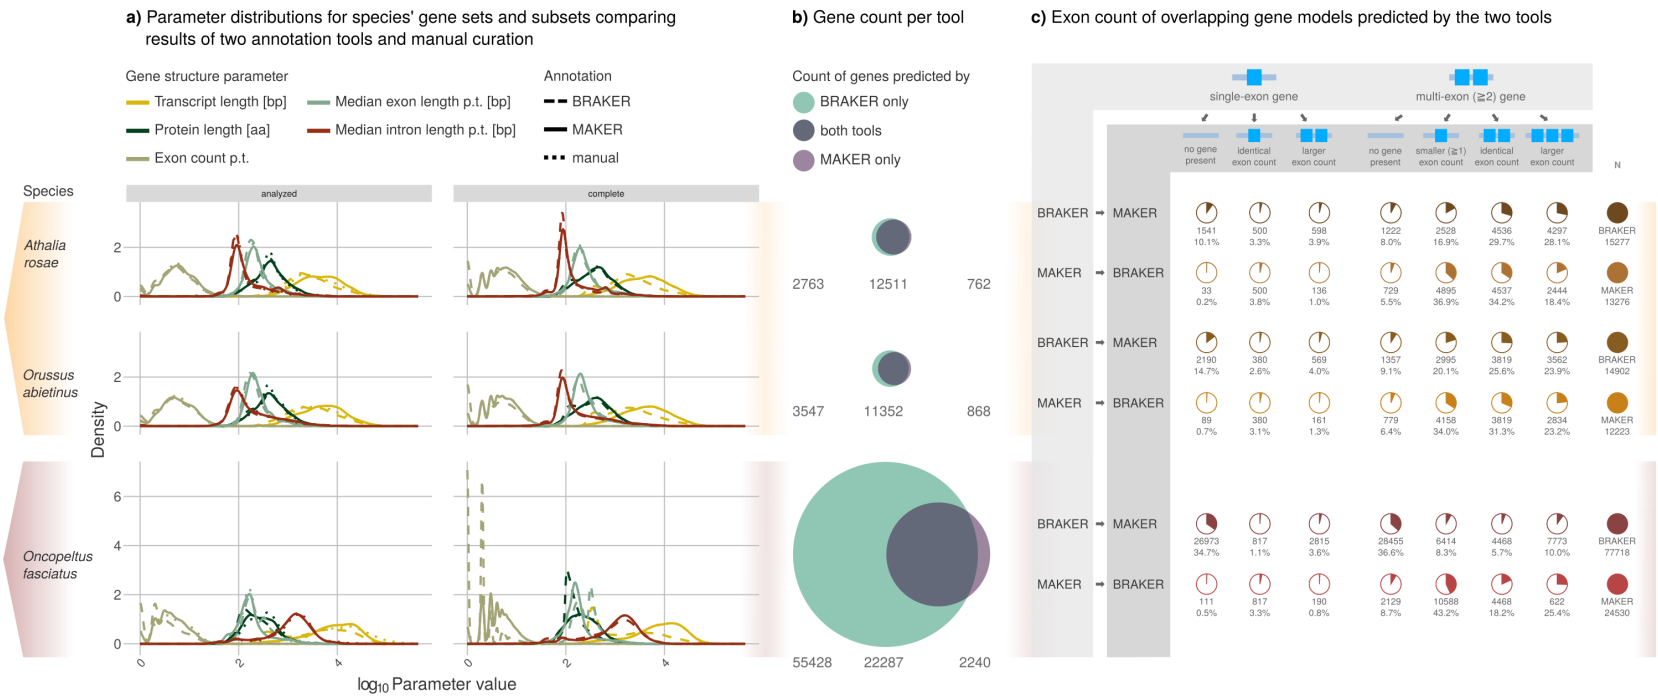 a) Parameter distributions for species' gene sets and subsets comparing
results of two annotation tools and manual curation
Gene structure parameter
Transcript length [bp]
Protein length [aa]
Exon count p.t.
Median exon length p.t. [bp]
Median intron length p.t. [bp]
Annotation
BRAKER
MAKER
manual
Species
analyzed
complete
Athalia
rosae
Orussus
abietinus
Oncopeltus
fasciatus
Density
2
0
2
0
6
4
2
0
0
2
4
0
2
4
log10 Parameter value
b) Gene count per tool
Count of genes predicted by
BRAKER only
both tools
MAKER only
2763 12511 762
3547 11352 868
55428 22287 2240
c) Exon count of overlapping gene models predicted by the two tools
single-exon gene
multi-exon (≧2) gene
no gene
present
identical
exon count
larger
exon count
no gene
present
smaller (≧1)
exon count
identical
exon count
larger
exon count
N
BRAKER ➡ MAKER
1541 500 598 1222 2528 4536 4297 BRAKER
10.1% 3.3% 3.9% 8.0% 16.9% 29.7% 28.1% 15277
MAKER ➡ BRAKER
33 500 136 729 4895 4537 2444 MAKER
0.2% 3.8% 1.0% 5.5% 36.9% 34.2% 18.4% 13276
BRAKER ➡ MAKER
2190 380 569 1357 2995 3819 3562 BRAKER
14.7% 2.6% 4.0% 9.1% 20.1% 25.6% 23.9% 14902
MAKER ➡ BRAKER
89 380 161 779 4158 3819 2834 MAKER
0.7% 3.1% 1.3% 6.4% 34.0% 31.3% 23.2% 12223
BRAKER ➡ MAKER
26973 817 2815 28455 6414 4468 7773 BRAKER
34.7% 1.1% 3.6% 36.6% 8.3% 5.7% 10.0% 77718
MAKER ➡ BRAKER
111 817 190 2129 10588 4468 622 MAKER
0.5% 3.3% 0.8% 8.7% 43.2% 18.2% 25.4% 24530